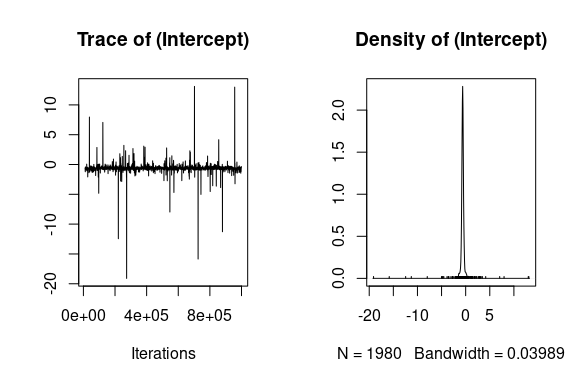 Trace of (Intercept)
10
5
0
-10
-20
0e+00 4e+05 8e+05
Iterations
Density of (Intercept)
2.0
1.5
1.0
0.5
0.0
-20 -10 0 5
N = 1980 Bandwidth = 0.03989